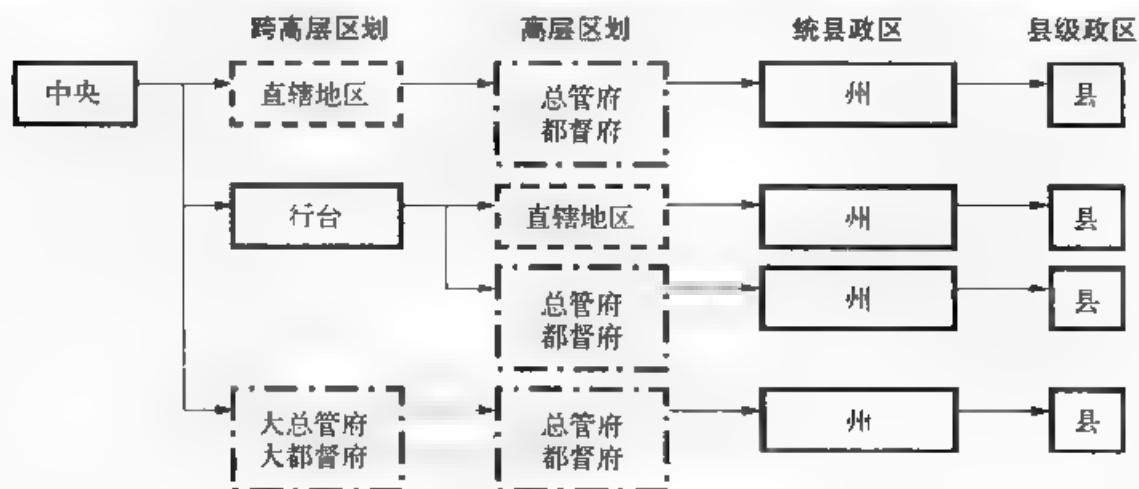 跨高层区划 高层区划 统县政区 县级政区
中央 直辖地区 总管府 州 县
都督府
行台 直辖地区 州 县
总管府 州 县
都督府
大总管府 总管府 州 县
大都督府 都督府